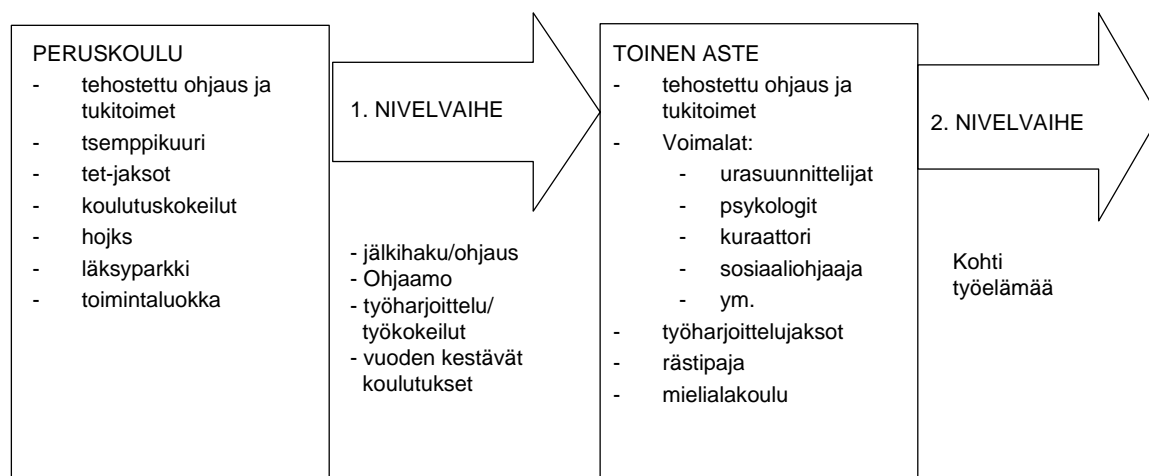 PERUSKOULU
- tehostettu ohjaus ja
tukitoimet
- tsemppikuuri
- tet-jaksot
- koulutuskokeilut
- hojks
- läksyparkki
- toimintaluokka
1. NIVELVAIHE
- jälkihaku/ohjaus
- Ohjaamo
- työharjoittelu/
työkokeilut
- vuoden kestävät
koulutukset
TOINEN ASTE
- tehostettu ohjaus ja
tukitoimet
- Voimalat:
- urasuunnittelijat
- psykologit
- kuraattori
- sosiaaliohjaaja
- ym.
- työharjoittelujaksot
- rästipaja
- mielialakoulu
2. NIVELVAIHE
Kohti
työelämää